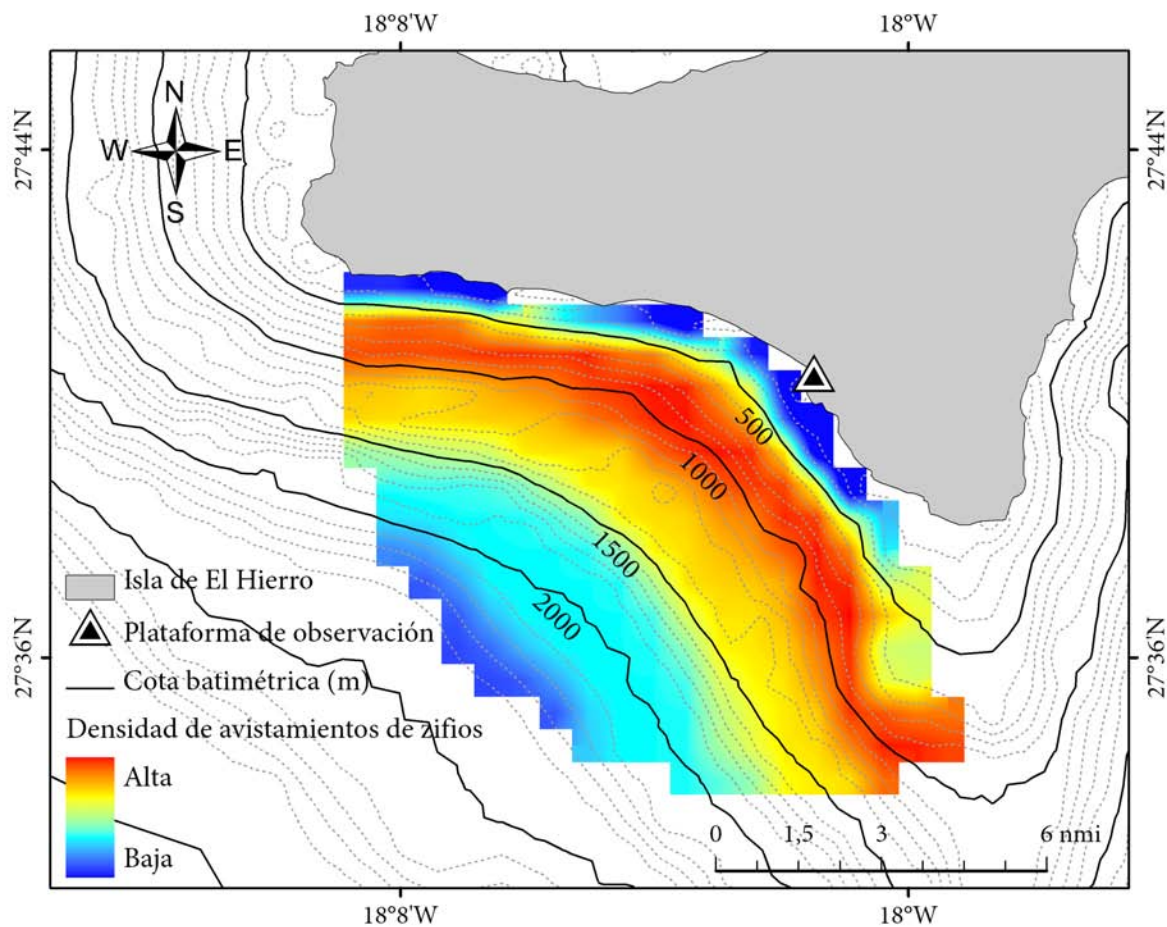 18°8'W 18°W
27°44'N 27°44'N
N
W E
S
500
1000
1500
2000
Isla de El Hierro
Plataforma de observación
Cota batimétrica (m)
27°36'N 27°36'N
Densidad de avistamientos de zifios
Alta
Baja
0 1,5 3 6 nmi
18°8'W 18°W